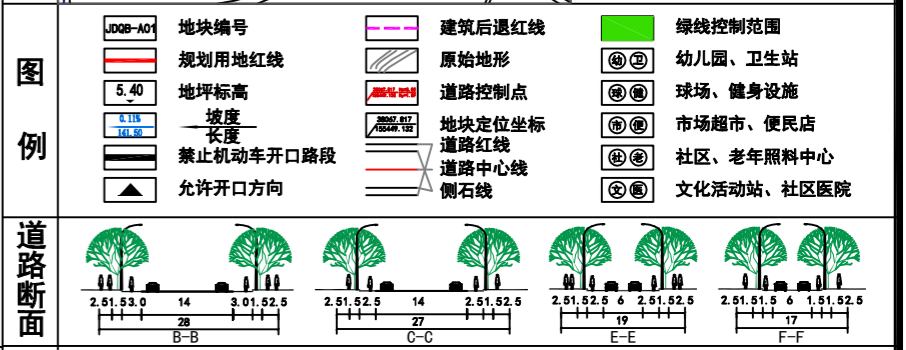 图例
JDQB-A01 地块编号
建筑后退红线
绿线控制范围
规划用地红线
原始地形
幼 卫 幼儿园、卫生站
5.40 地坪标高
道路控制点
球 健 球场、健身设施
0.11% 坡度
141.50 长度
38067.817
155449.132 地块定位坐标
市 便 市场超市、便民店
道路红线
禁止机动车开口路段
道路中心线
社 老 社区、老年照料中心
允许开口方向
侧石线
文 医 文化活动站、社区医院
道路断面
2.5 1.5 3.0 14 3.0 1.5 2.5
28
B-B
2.5 1.5 2.5 14 2.5 1.5 2.5
27
C-C
2.5 1.5 2.5 6 2.5 1.5 2.5
19
E-E
2.5 1.5 1.5 6 1.5 1.5 2.5
17
F-F